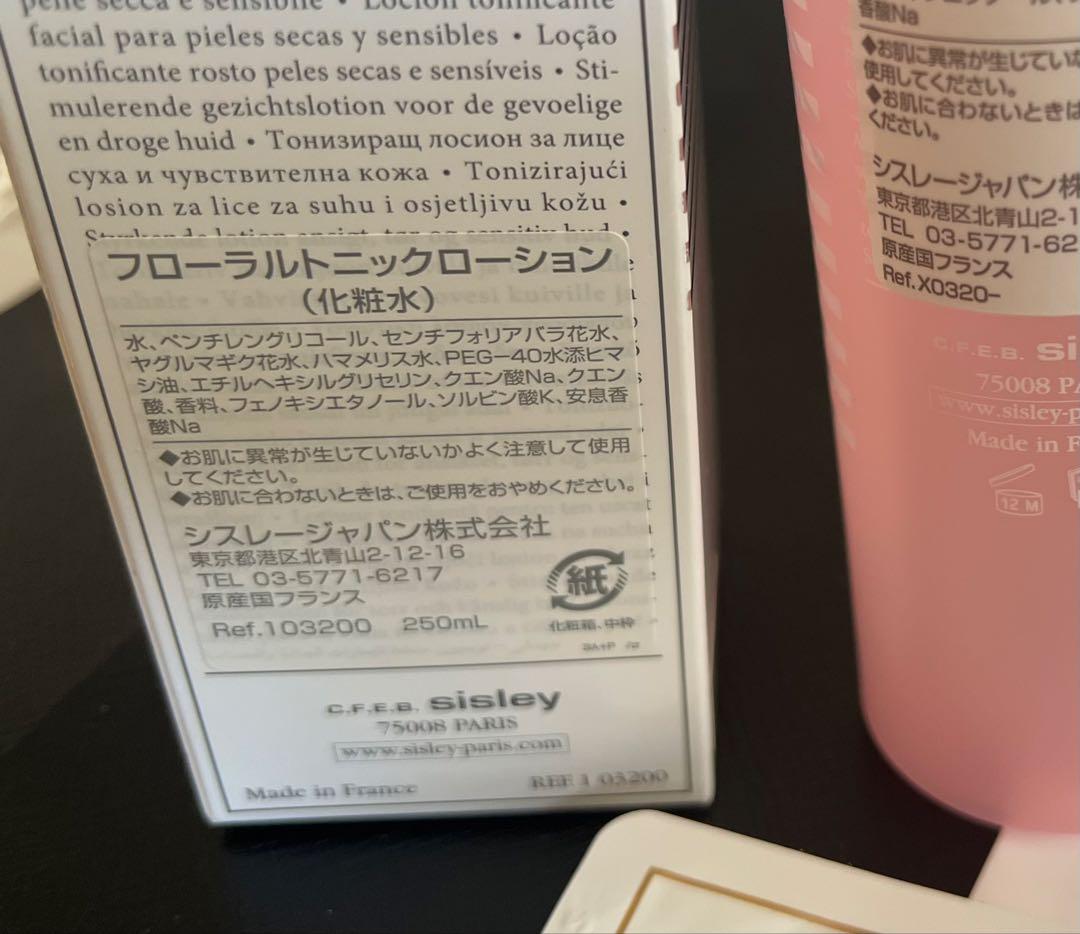 pelle secca e sensibile • Locion tonificante
facial para pieles secas y sensibles • Loção
tonificante rosto peles secas e sensíveis • Sti-
mulerende gezichtslotion voor de gevoelige
en droge huid • Тонизиращ лосион за лице
суха и чувствителна кожа • Tonizirajući
losion za lice za suhu i osjetljivu kožu •
フローラルトニックローション
(化粧水)
水、ペンチレングリコール、センチフォリアバラ花水、
ヤグルマギク花水、ハマメリス水、PEG-40水添ヒマ
シ油、エチルヘキシルグリセリン、クエン酸Na、クエン
酸、香料、フェノキシエタノール、ソルビン酸K、安息香
酸Na
◆お肌に異常が生じていないかよく注意して使用
してください。
◆お肌に合わないときは、ご使用をおやめください。
シスレージャパン株式会社
東京都港区北青山2-12-16
TEL 03-5771-6217
原産国フランス
Ref.103200 250mL
紙
化粧箱、中枠
C.F.E.B. sisley
75008 PARIS
www.sisley-paris.com
Made in France REF 103200
香酸Na
◆お肌に異常が生じていな
使用してください。
◆お肌に合わないときは
ください。
シスレージャパン株
東京都港区北青山2-1
TEL 03-5771-62
原産国フランス
Ref.X0320-
C.F.E.B. si
75008 PA
www.sisley-p
Made in F
12 M